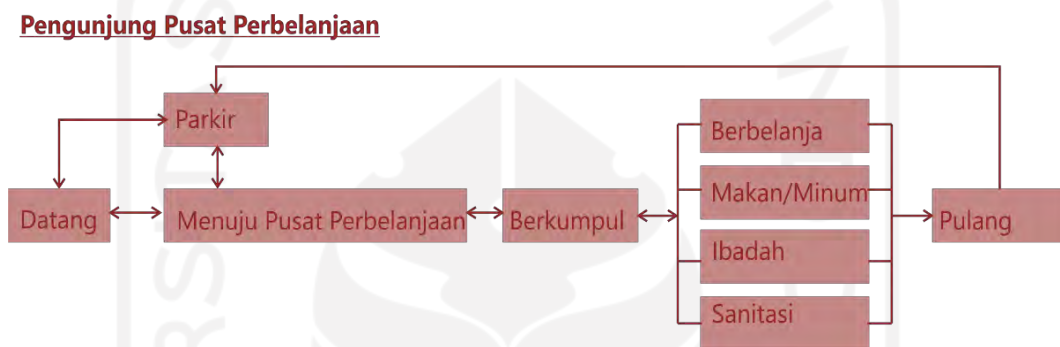 Pengunjung Pusat Perbelanjaan
Parkir
Datang
Menuju Pusat Perbelanjaan
Berkumpul
Berbelanja
Makan/Minum
Ibadah
Sanitasi
Pulang